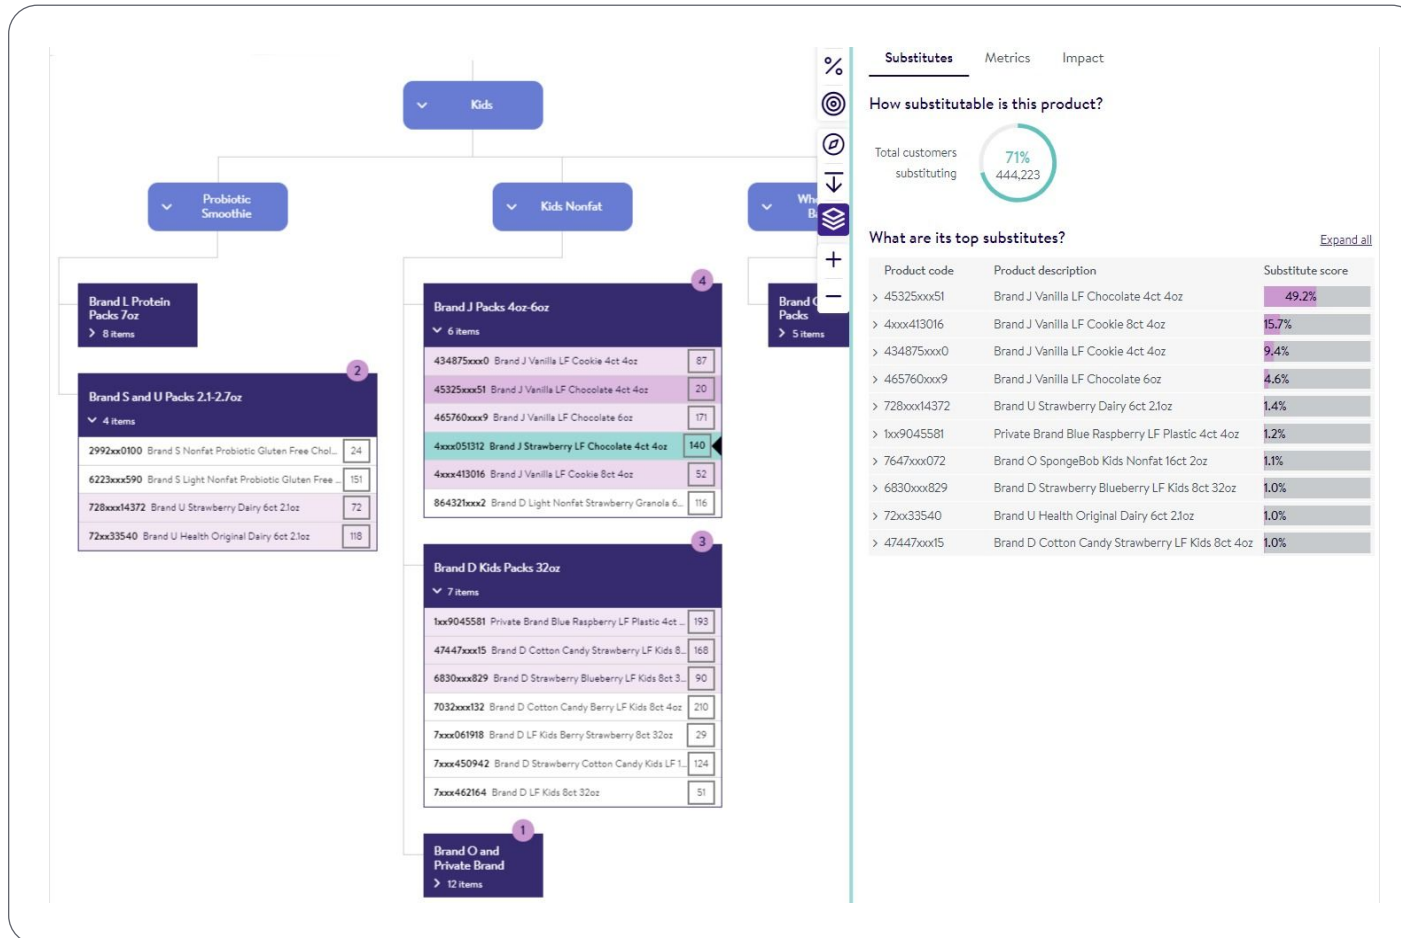 Kids
Probiotic
Smoothie
Kids Nonfat
Brand L Protein
Packs 7oz
8 items
2
Brand S and U Packs 2.1-2.7oz
4 items
2992xx0100 Brand S Nonfat Probiotic Gluten Free Chol... 24
6223xxx590 Brand S Light Nonfat Probiotic Gluten Free ... 151
728xxx14372 Brand U Strawberry Dairy 6ct 2.1oz 72
72xx33540 Brand U Health Original Dairy 6ct 2.1oz 118
4
Brand J Packs 4oz-6oz
6 items
434875xxx0 Brand J Vanilla LF Cookie 4ct 4oz 87
45325xxx51 Brand J Vanilla LF Chocolate 4ct 4oz 20
465760xxx9 Brand J Vanilla LF Chocolate 6oz 171
4xxx051312 Brand J Strawberry LF Chocolate 4ct 4oz 140
4xxx413016 Brand J Vanilla LF Cookie 8ct 4oz 52
864321xxx2 Brand D Light Nonfat Strawberry Granola 6... 116
3
Brand D Kids Packs 32oz
7 items
1xx9045581 Private Brand Blue Raspberry LF Plastic 4ct ... 193
47447xxx15 Brand D Cotton Candy Strawberry LF Kids 8... 168
6830xxx829 Brand D Strawberry Blueberry LF Kids 8ct 3... 90
7032xxx132 Brand D Cotton Candy Berry LF Kids 8ct 4oz 210
7xxx061918 Brand D LF Kids Berry Strawberry 8ct 32oz 29
7xxx450942 Brand D Strawberry Cotton Candy Kids LF 1... 124
7xxx462164 Brand D LF Kids 8ct 32oz 51
1
Brand O and
Private Brand
12 items
Brand
Packs
5 items
%
Substitutes Metrics Impact
How substitutable is this product?
Total customers
substituting
71%
444,223
What are its top substitutes?
Expand all
Product code Product description Substitute score
45325xxx51 Brand J Vanilla LF Chocolate 4ct 4oz 49.2%
4xxx413016 Brand J Vanilla LF Cookie 8ct 4oz 15.7%
434875xxx0 Brand J Vanilla LF Cookie 4ct 4oz 9.4%
465760xxx9 Brand J Vanilla LF Chocolate 6oz 4.6%
728xxx14372 Brand U Strawberry Dairy 6ct 2.1oz 1.4%
1xx9045581 Private Brand Blue Raspberry LF Plastic 4ct 4oz 1.2%
7647xxx072 Brand O SpongeBob Kids Nonfat 16ct 2oz 1.1%
6830xxx829 Brand D Strawberry Blueberry LF Kids 8ct 32oz 1.0%
72xx33540 Brand U Health Original Dairy 6ct 2.1oz 1.0%
47447xxx15 Brand D Cotton Candy Strawberry LF Kids 8ct 4oz 1.0%